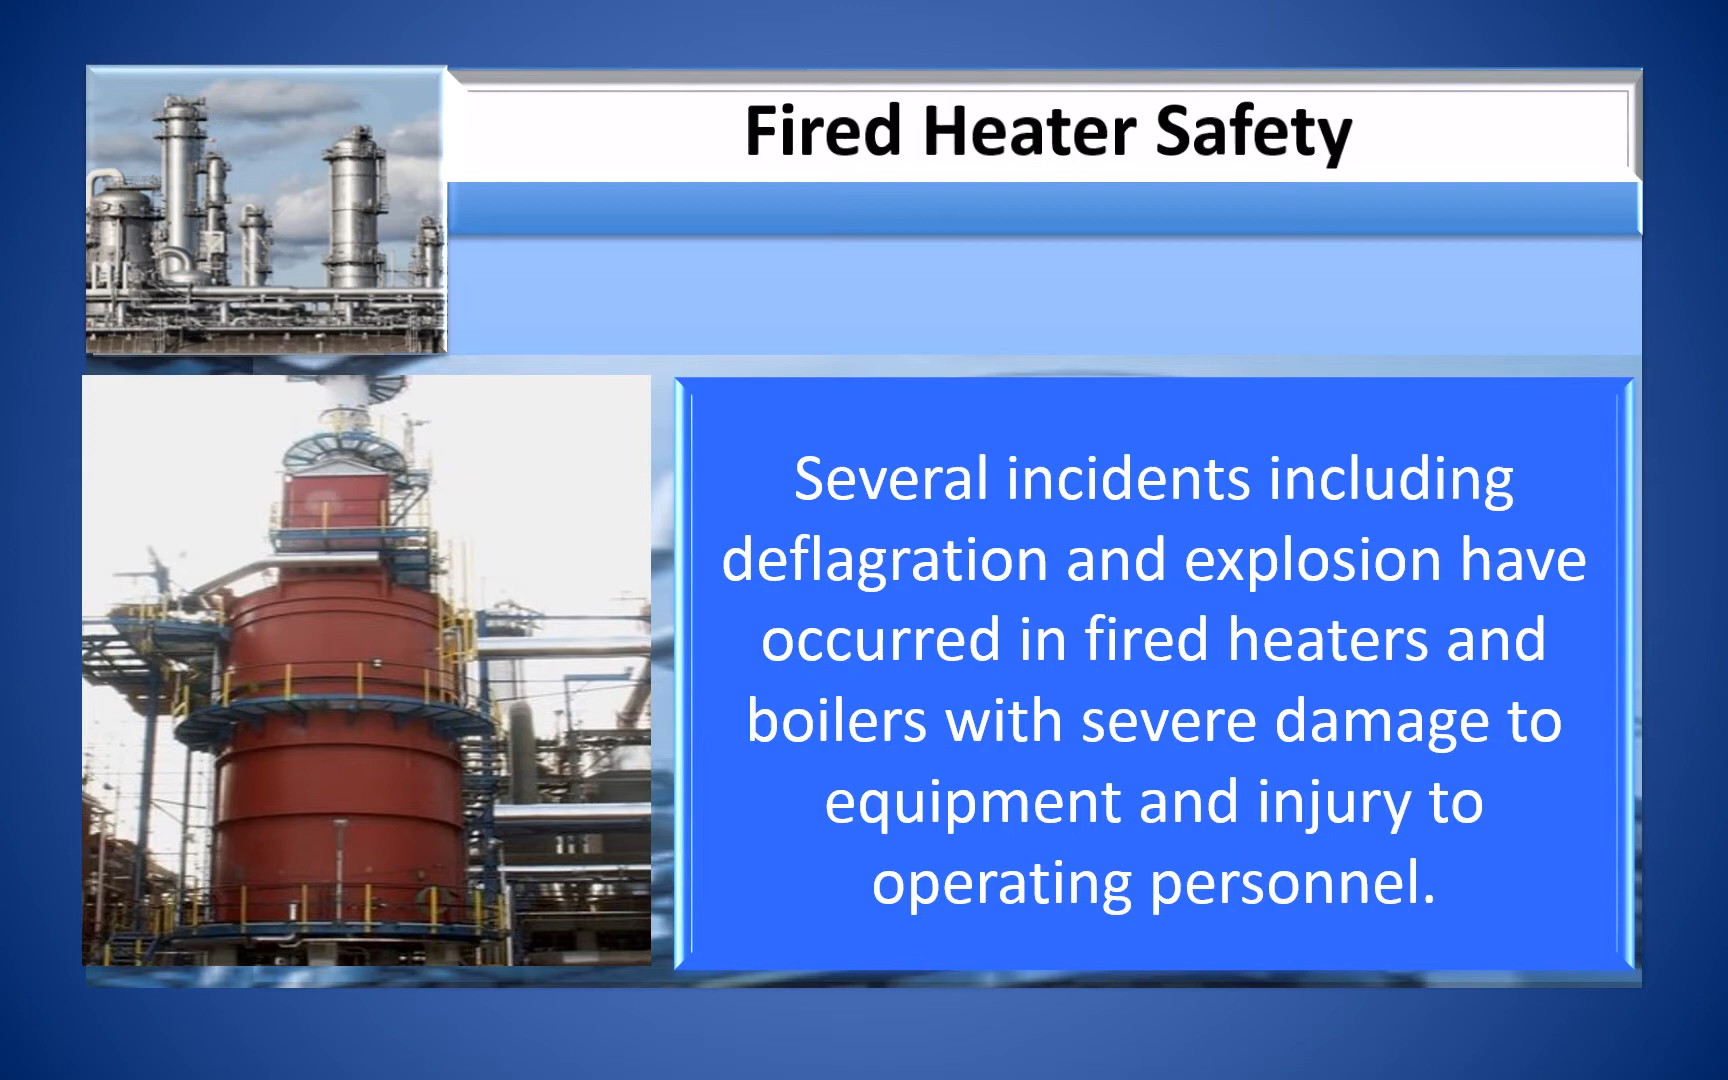 Fired Heater Safety
Several incidents including
deflagration and explosion have
occurred in fired heaters and
boilers with severe damage to
equipment and injury to
operating personnel.